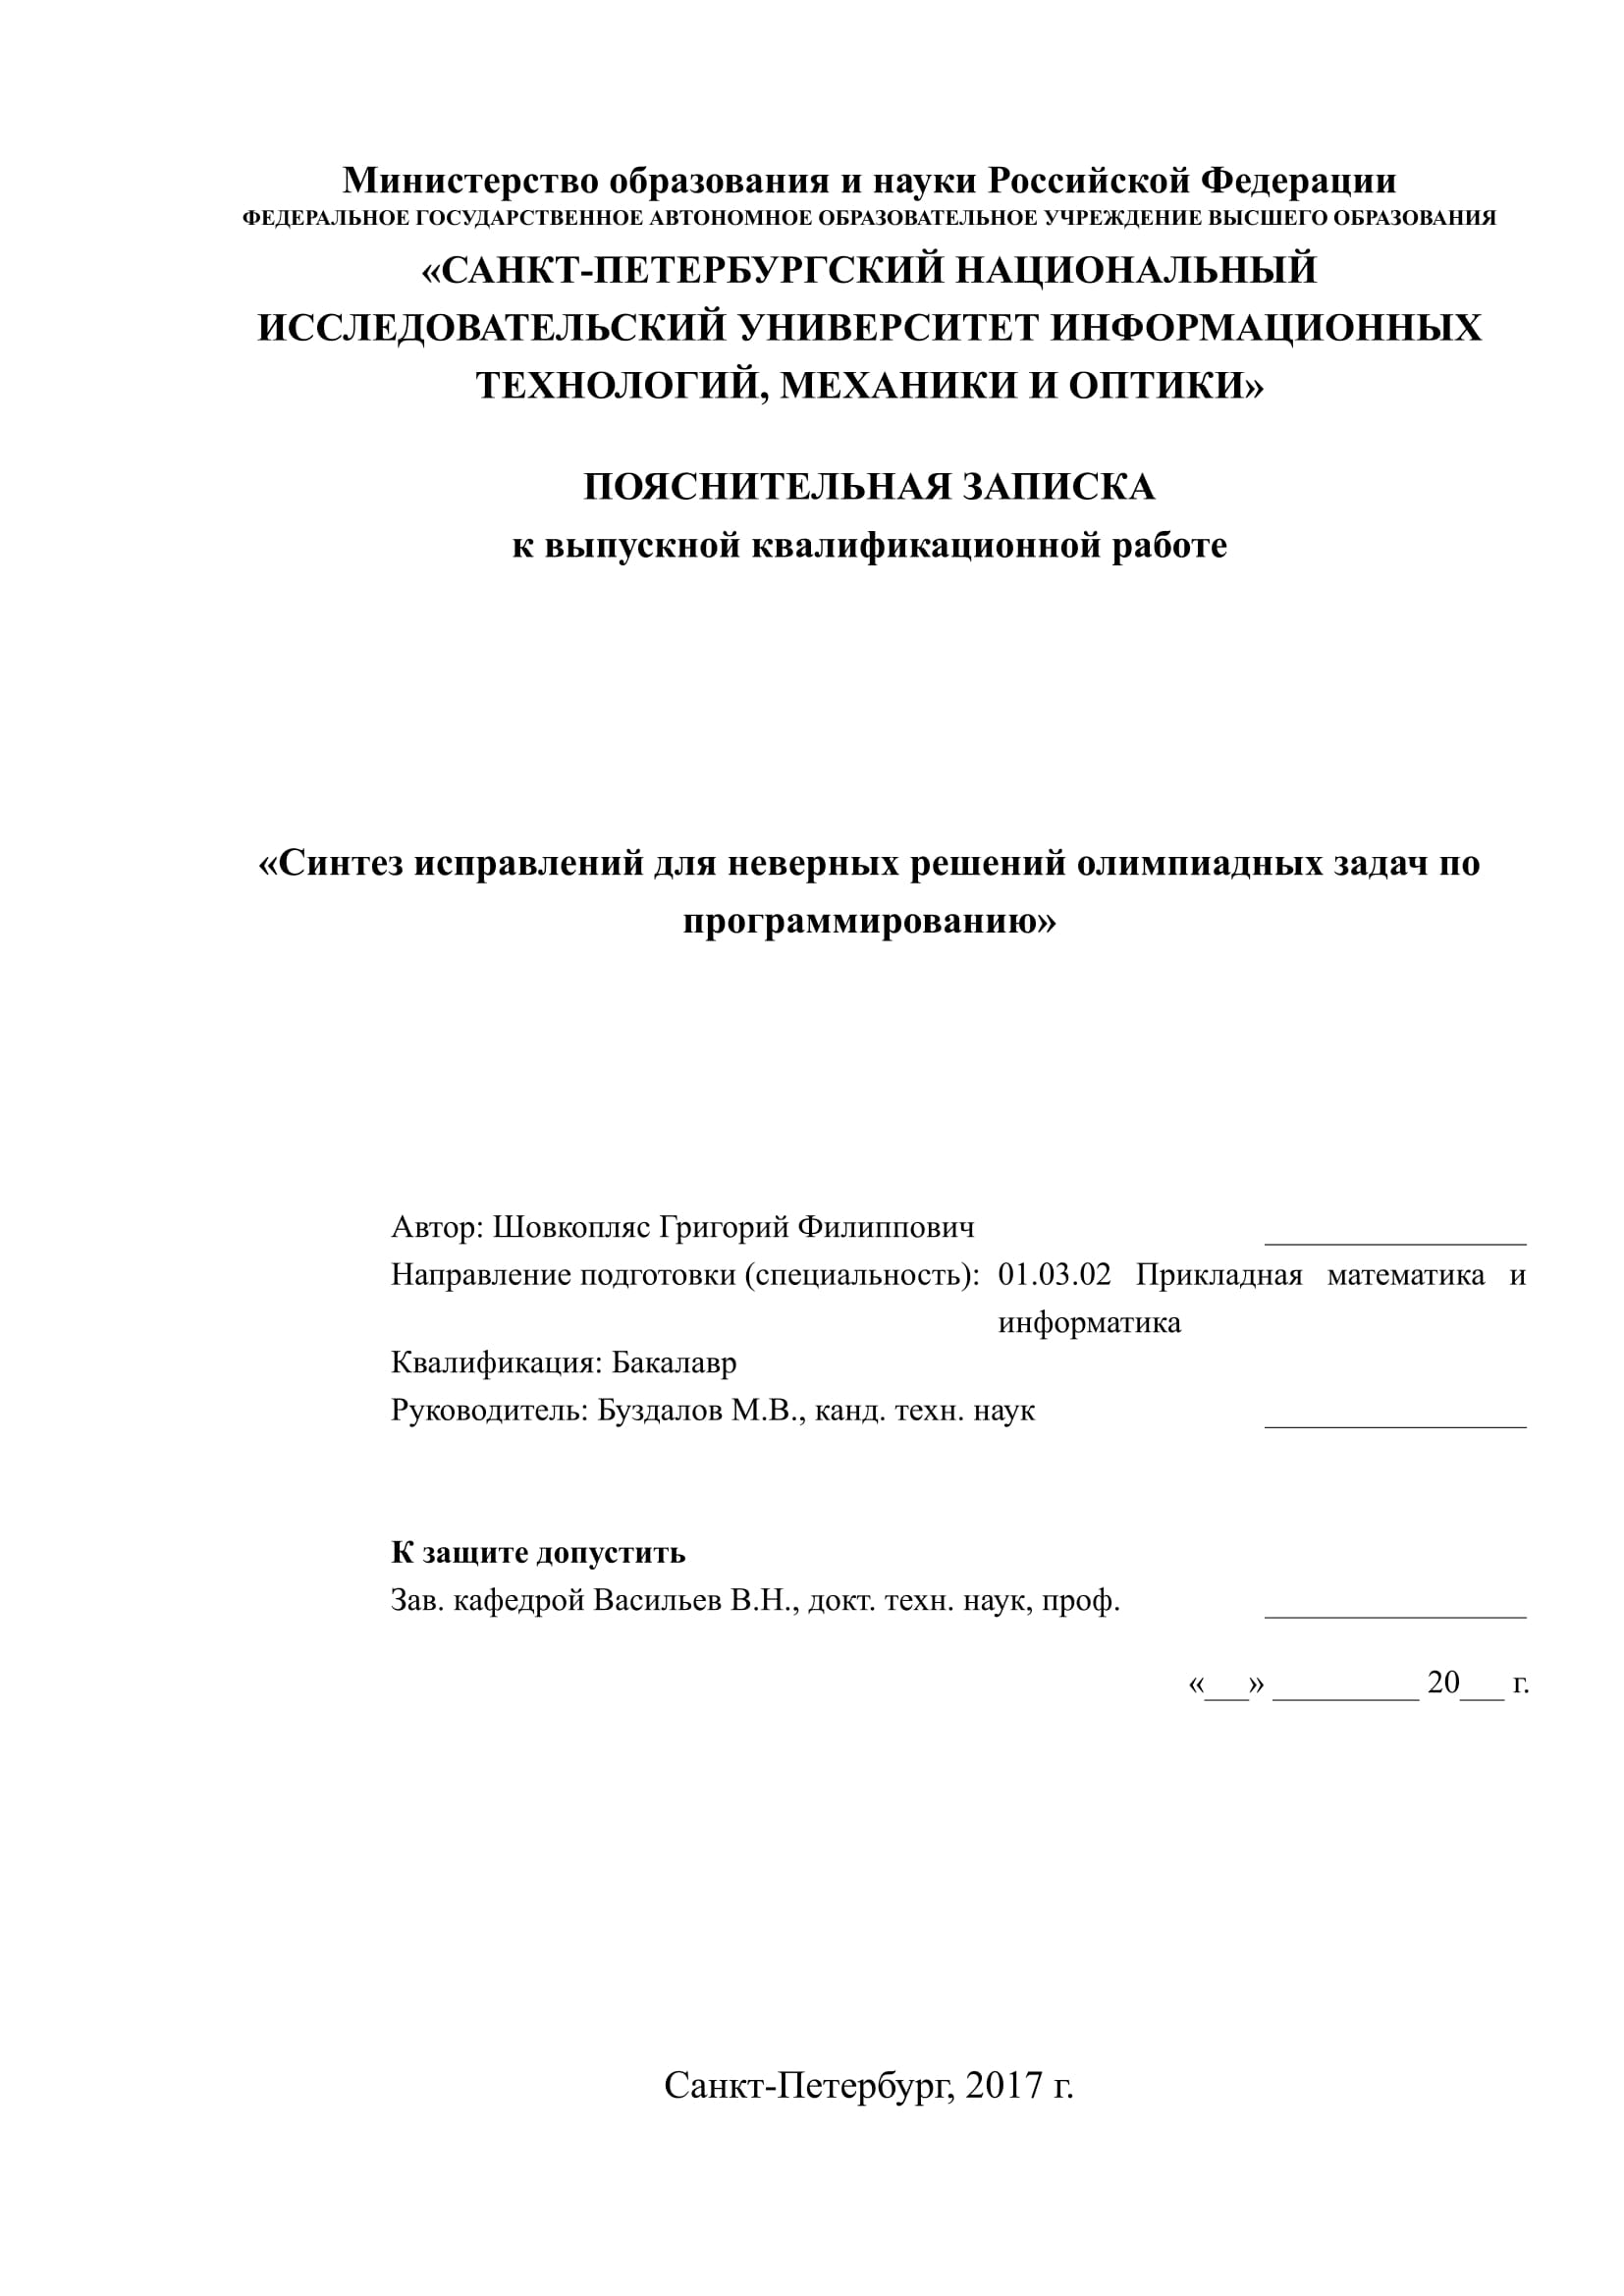 Министерство образования и науки Российской Федерации
ФЕДЕРАЛЬНОЕ ГОСУДАРСТВЕННОЕ АВТОНОМНОЕ ОБРАЗОВАТЕЛЬНОЕ УЧРЕЖДЕНИЕ ВЫСШЕГО ОБРАЗОВАНИЯ
«САНКТ-ПЕТЕРБУРГСКИЙ НАЦИОНАЛЬНЫЙ
ИССЛЕДОВАТЕЛЬСКИЙ УНИВЕРСИТЕТ ИНФОРМАЦИОННЫХ
ТЕХНОЛОГИЙ, МЕХАНИКИ И ОПТИКИ»
ПОЯСНИТЕЛЬНАЯ ЗАПИСКА
к выпускной квалификационной работе
«Синтез исправлений для неверных решений олимпиадных задач по
программированию»
Автор: Шовкопляс Григорий Филиппович ________________
Направление подготовки (специальность): 01.03.02 Прикладная математика и
информатика
Квалификация: Бакалавр
Руководитель: Буздалов М.В., канд. техн. наук ________________
К защите допустить
Зав. кафедрой Васильев В.Н., докт. техн. наук, проф. ________________
«___» __________ 20___ г.
Санкт-Петербург, 2017 г.